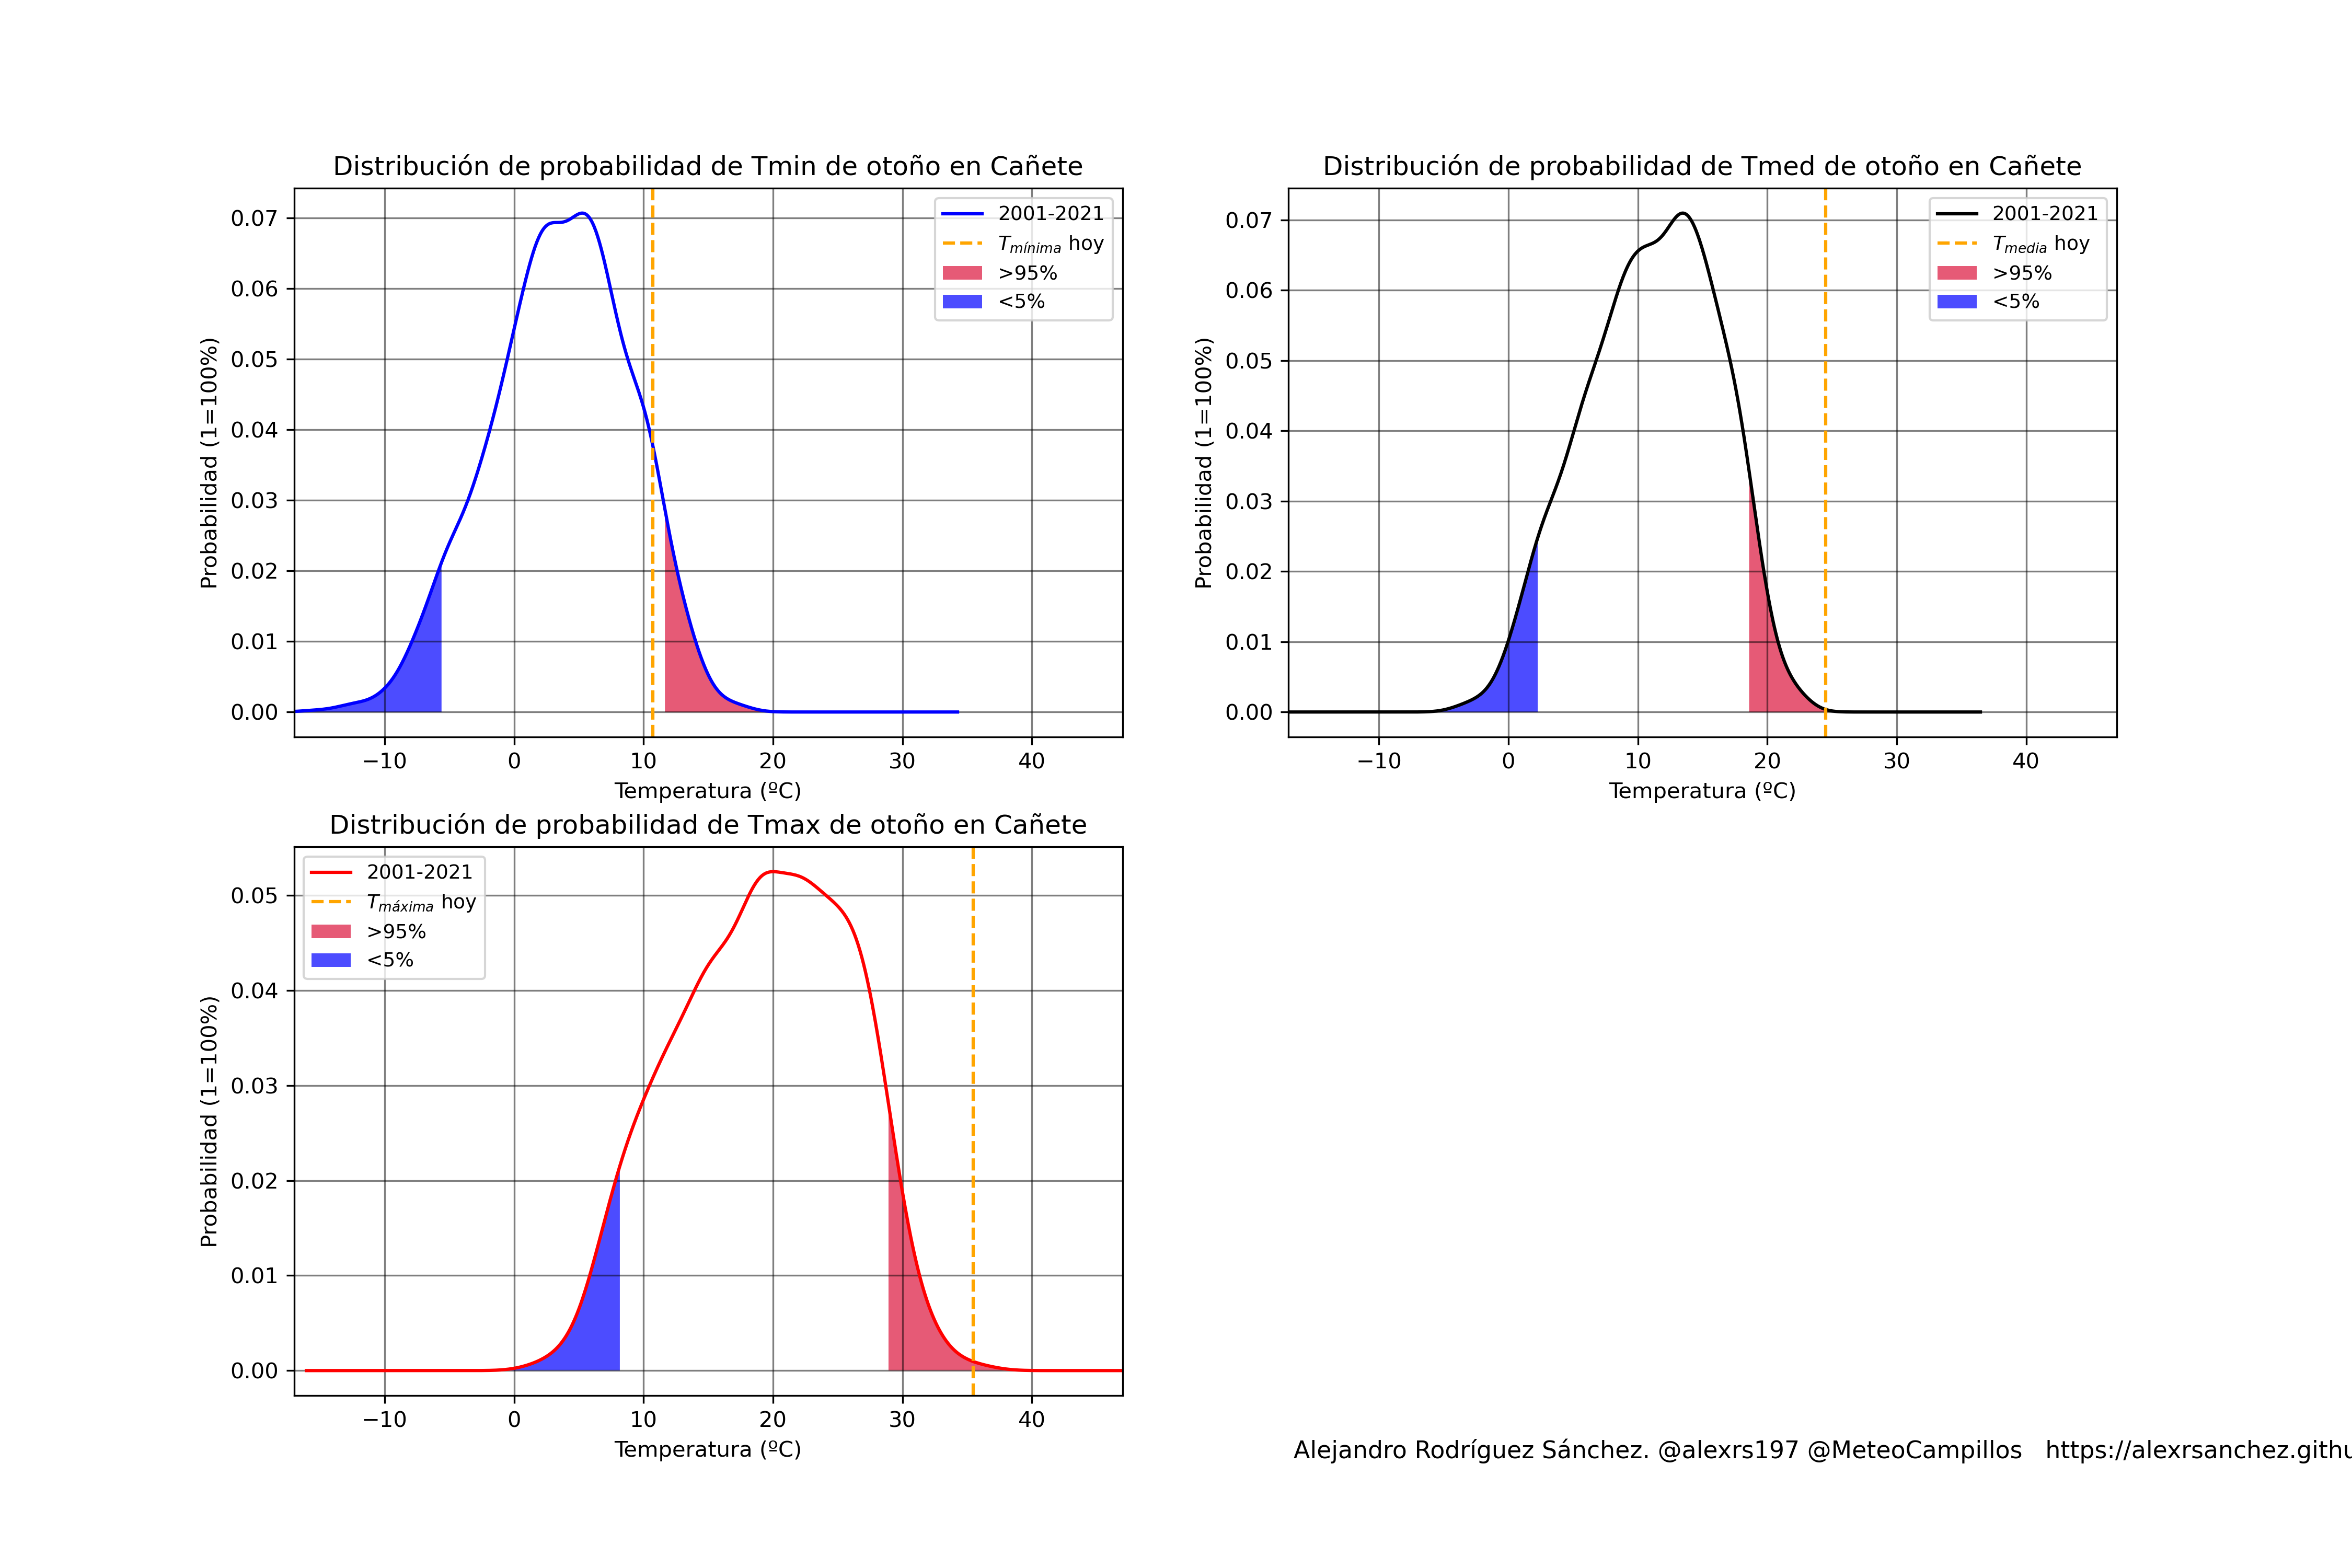 Distribución de probabilidad de Tmin de otoño en Cañete
Probabilidad (1=100%)
0.07
0.06
0.05
0.04
0.03
0.02
0.01
0.00
2001-2021
Tmínima hoy
>95%
<5%
−10 0 10 20 30 40
Temperatura (ºC)
Distribución de probabilidad de Tmed de otoño en Cañete
Probabilidad (1=100%)
0.07
0.06
0.05
0.04
0.03
0.02
0.01
0.00
2001-2021
Tmedia hoy
>95%
<5%
−10 0 10 20 30 40
Temperatura (ºC)
Distribución de probabilidad de Tmax de otoño en Cañete
Probabilidad (1=100%)
0.05
0.04
0.03
0.02
0.01
0.00
2001-2021
Tmáxima hoy
>95%
<5%
−10 0 10 20 30 40
Temperatura (ºC)
Alejandro Rodríguez Sánchez. @alexrs197 @MeteoCampillos https://alexrsanchez.githu